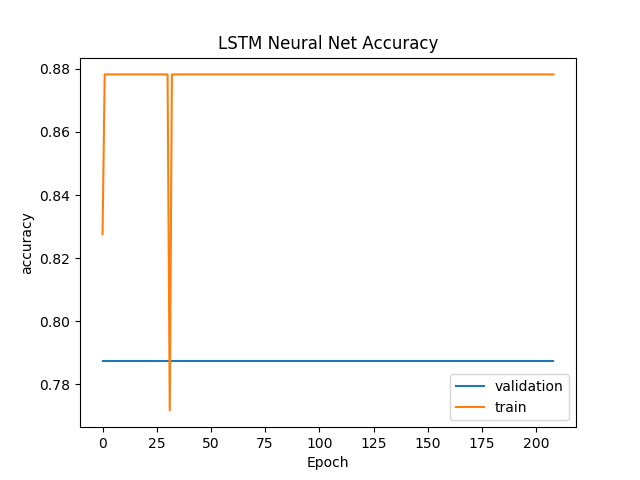 LSTM Neural Net Accuracy
accuracy
0.88
0.86
0.84
0.82
0.80
0.78
validation
train
0 25 50 75 100 125 150 175 200
Epoch